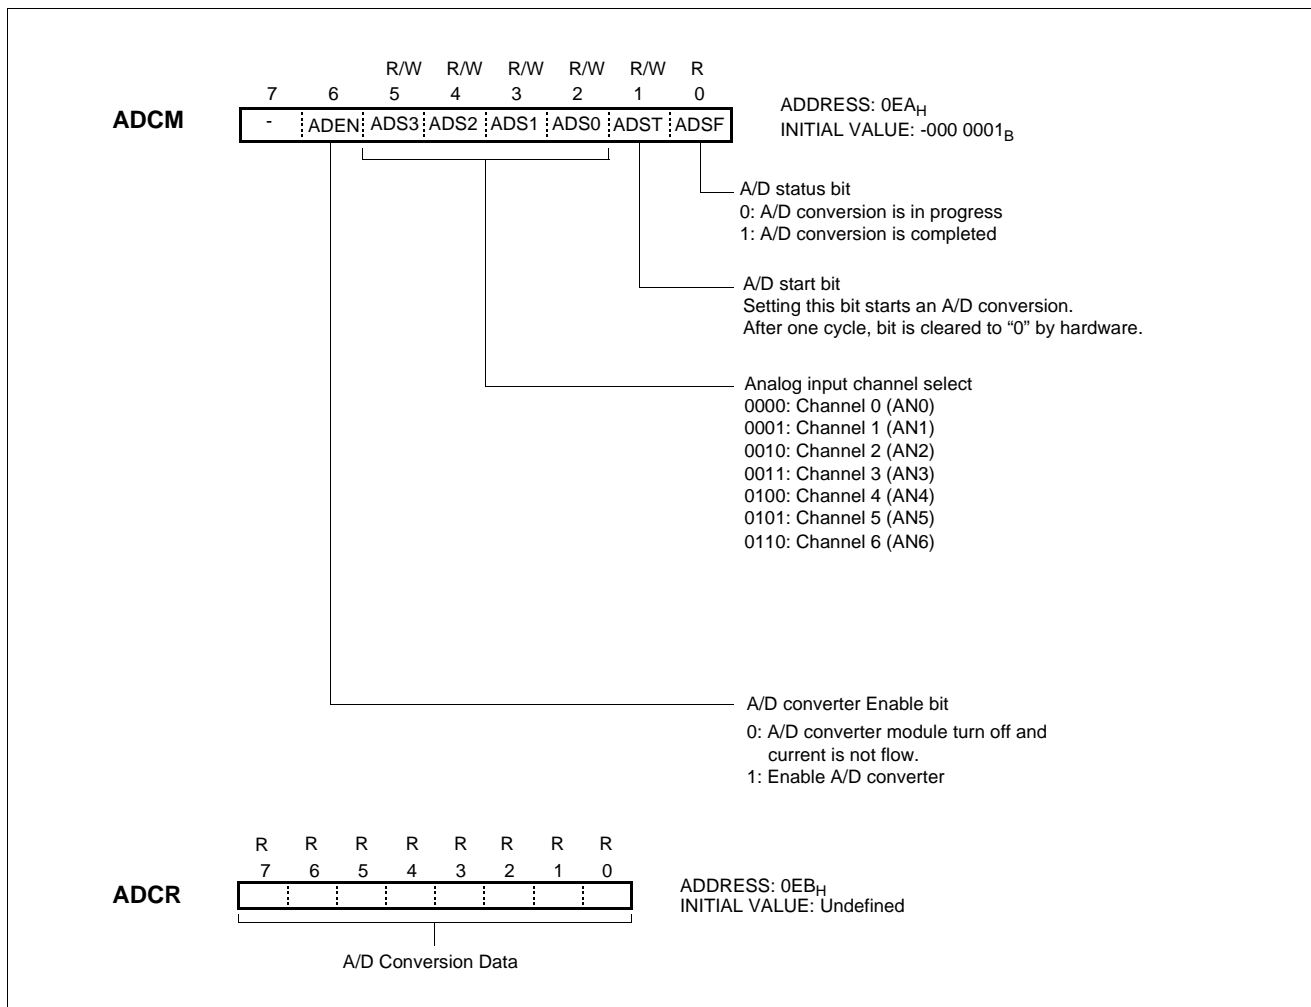 R/W R/W R/W R/W R/W R
7 6 5 4 3 2 1 0
ADCM
- ADEN ADS3 ADS2 ADS1 ADS0 ADST ADSF
ADDRESS: 0EAH
INITIAL VALUE: -000 0001B
A/D status bit
0: A/D conversion is in progress
1: A/D conversion is completed
A/D start bit
Setting this bit starts an A/D conversion.
After one cycle, bit is cleared to “0” by hardware.
Analog input channel select
0000: Channel 0 (AN0)
0001: Channel 1 (AN1)
0010: Channel 2 (AN2)
0011: Channel 3 (AN3)
0100: Channel 4 (AN4)
0101: Channel 5 (AN5)
0110: Channel 6 (AN6)
A/D converter Enable bit
0: A/D converter module turn off and
current is not flow.
1: Enable A/D converter
R R R R R R R R
7 6 5 4 3 2 1 0
ADCR
ADDRESS: 0EBH
INITIAL VALUE: Undefined
A/D Conversion Data